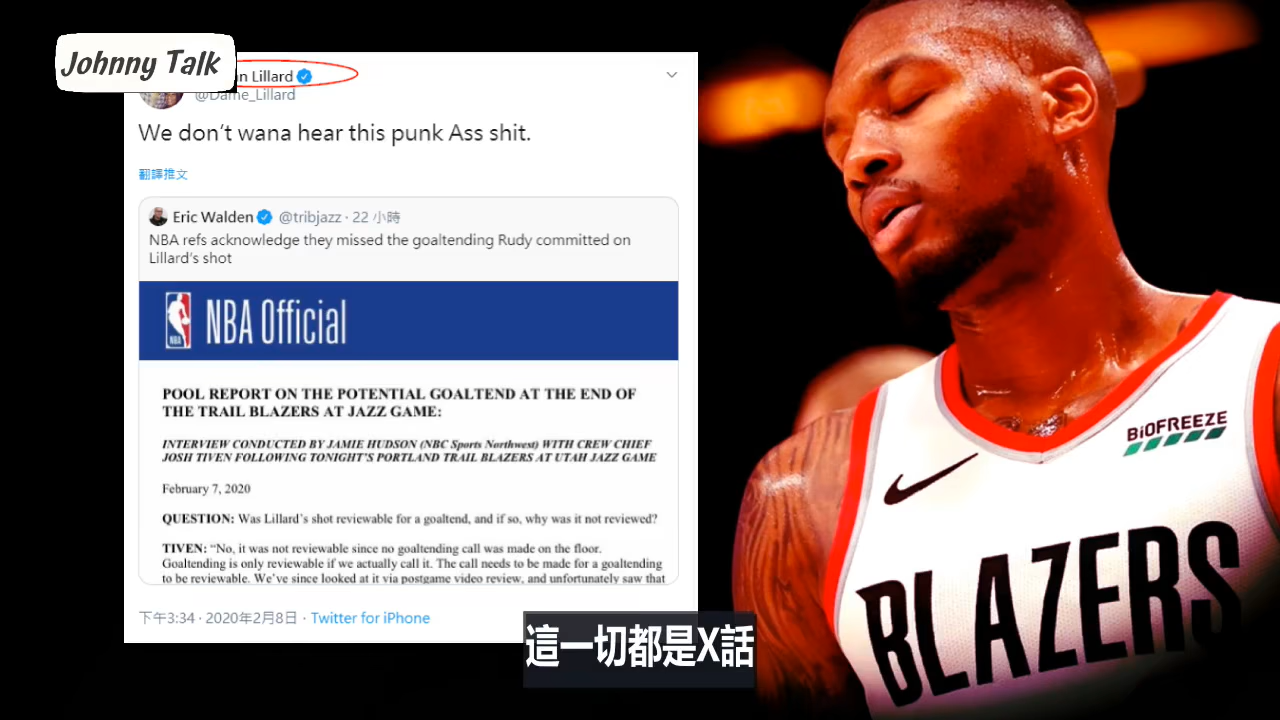 Johnny Talk
an Lillard
@Dame_Lillard
We don't wana hear this punk Ass shit.
翻譯推文
Eric Walden @tribjazz · 22 小時
NBA refs acknowledge they missed the goaltending Rudy committed on
Lillard's shot
NBA
NBA Official
POOL REPORT ON THE POTENTIAL GOALTEND AT THE END OF
THE TRAIL BLAZERS AT JAZZ GAME:
INTERVIEW CONDUCTED BY JAMIE HUDSON (NBC Sports Northwest) WITH CREW CHIEF
JOSH TIVEN FOLLOWING TONIGHT'S PORTLAND TRAIL BLAZERS AT UTAH JAZZ GAME
February 7, 2020
QUESTION: Was Lillard's shot reviewable for a goaltend, and if so, why was it not reviewed?
TIVEN: "No, it was not reviewable since no goaltending call was made on the floor.
Goaltending is only reviewable if we actually call it. The call needs to be made for a goaltending
to be reviewable. We've since looked at it via postgame video review, and unfortunately saw that
下午3:34 · 2020年2月8日 · Twitter for iPhone
這一切都是X話
BiOFREEZE
BLAZERS